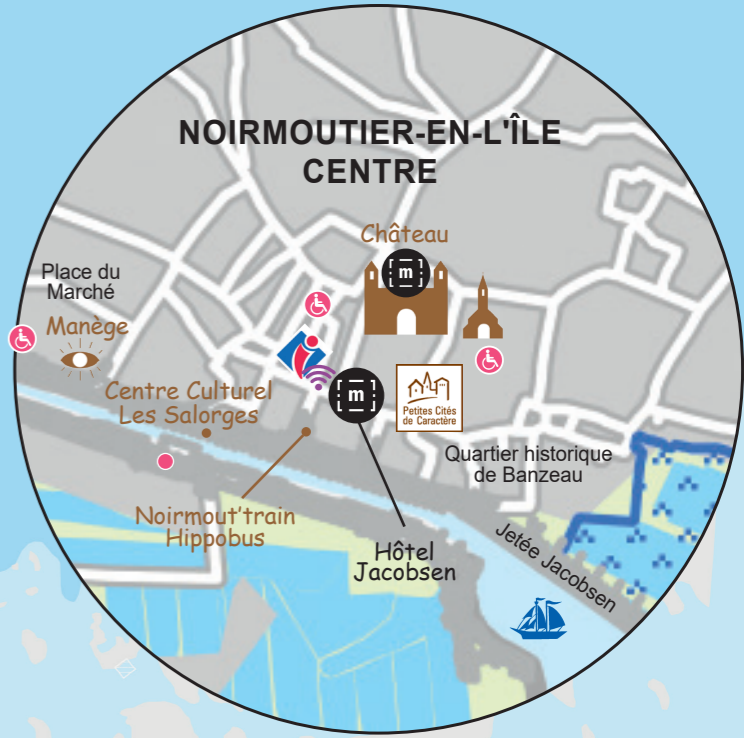 NOIRMOUTIER-EN-L'ÎLE
CENTRE
Château
m
Place du
Marché
Manège
Centre Culturel
Les Salorges
m
Petites Cités
de Caractère
Quartier historique
de Banzeau
Noirmout'train
Hippobus
Hôtel
Jacobsen
Jetée Jacobsen